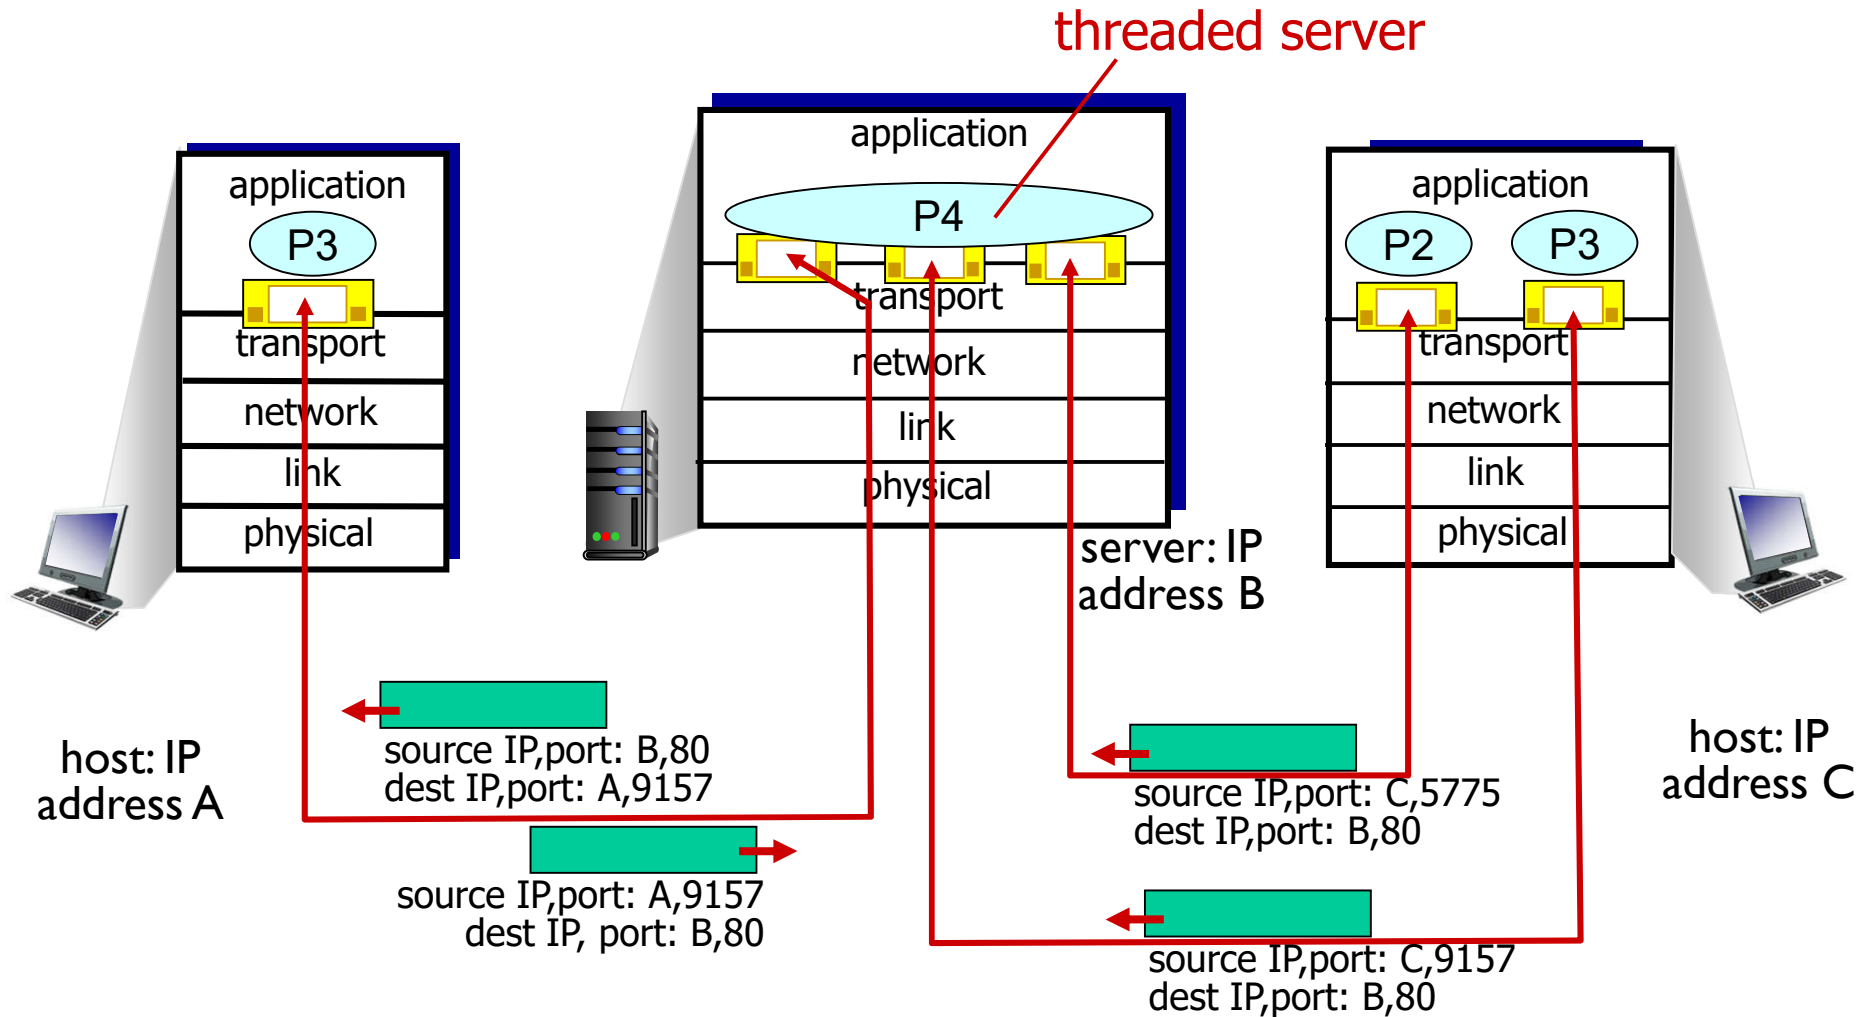 threaded server
application
P3
transport
network
link
physical
host: IP
address A
application
P4
transport
network
link
physical
server: IP
address B
application
P2
P3
transport
network
link
physical
host: IP
address C
source IP,port: B,80
dest IP,port: A,9157
source IP,port: A,9157
dest IP, port: B,80
source IP,port: C,5775
dest IP,port: B,80
source IP,port: C,9157
dest IP,port: B,80